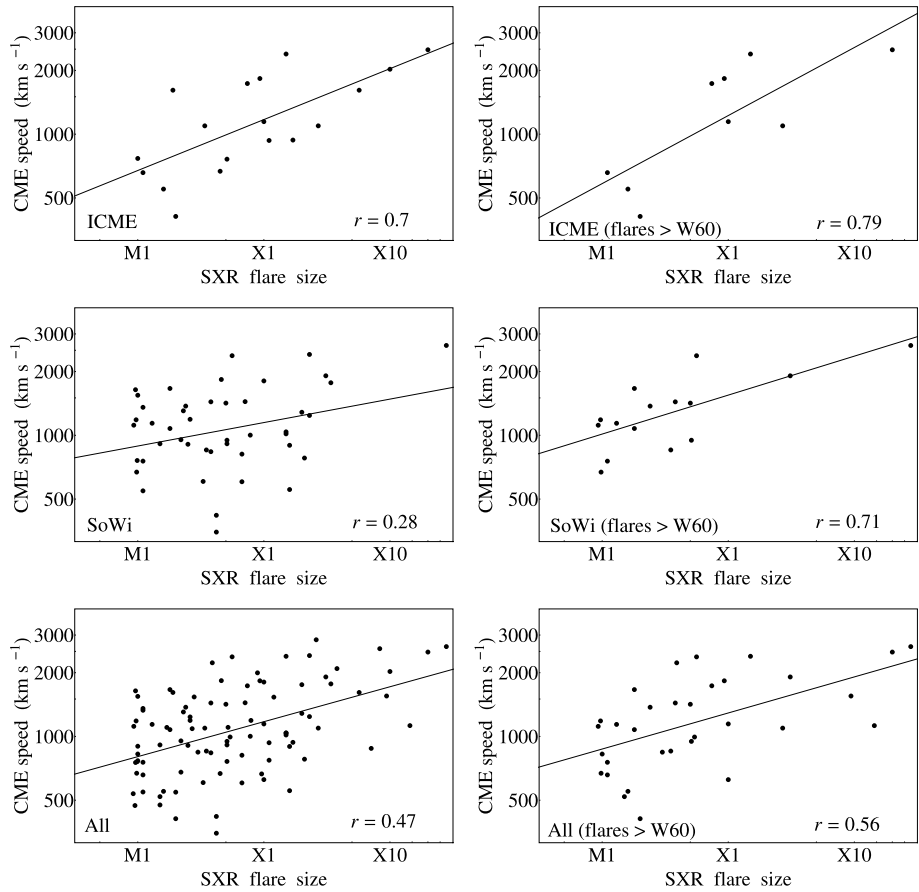 3000
2000
1000
500
CME speed (km s⁻¹)
ICME
r = 0.7
M1 X1 X10
SXR flare size
3000
2000
1000
500
CME speed (km s⁻¹)
ICME (flares > W60)
r = 0.79
M1 X1 X10
SXR flare size
3000
2000
1000
500
CME speed (km s⁻¹)
SoWi
r = 0.28
M1 X1 X10
SXR flare size
3000
2000
1000
500
CME speed (km s⁻¹)
SoWi (flares > W60)
r = 0.71
M1 X1 X10
SXR flare size
3000
2000
1000
500
CME speed (km s⁻¹)
All
r = 0.47
M1 X1 X10
SXR flare size
3000
2000
1000
500
CME speed (km s⁻¹)
All (flares > W60)
r = 0.56
M1 X1 X10
SXR flare size